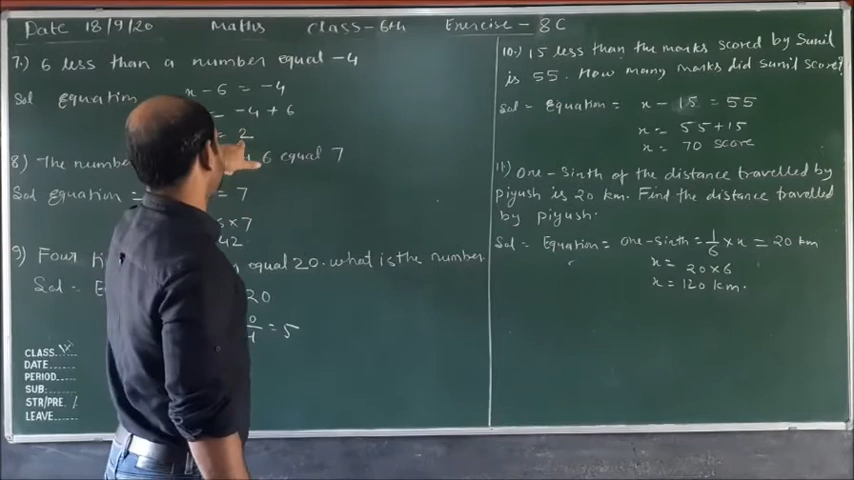 Date 18/9/20 Maths Class-6th Exercise - 8C
7.) 6 less than a number equal -4
Sol Equation x - 6 = -4
= -4 + 6
= 2
8) The number 6 equal 7
Sol Equation = = 7
6x7
42
9) Four equal 20. what is the number
Sol - 20
= 5
CLASS V
DATE
PERIOD
SUB:
STR/PRE. /
LEAVE
10.) 15 less than the marks scored by Sunil
is 55. How many marks did Sunil score?
Sol - Equation = x - 15 = 55
x = 55+15
x = 70 score
11.) One-Sinth of the distance travelled by
Piyush is 20 km. Find the distance travelled
by Piyush.
Sol - Equation = one-sinth = 1/6 x x = 20 km
x = 20x6
x = 120 km.